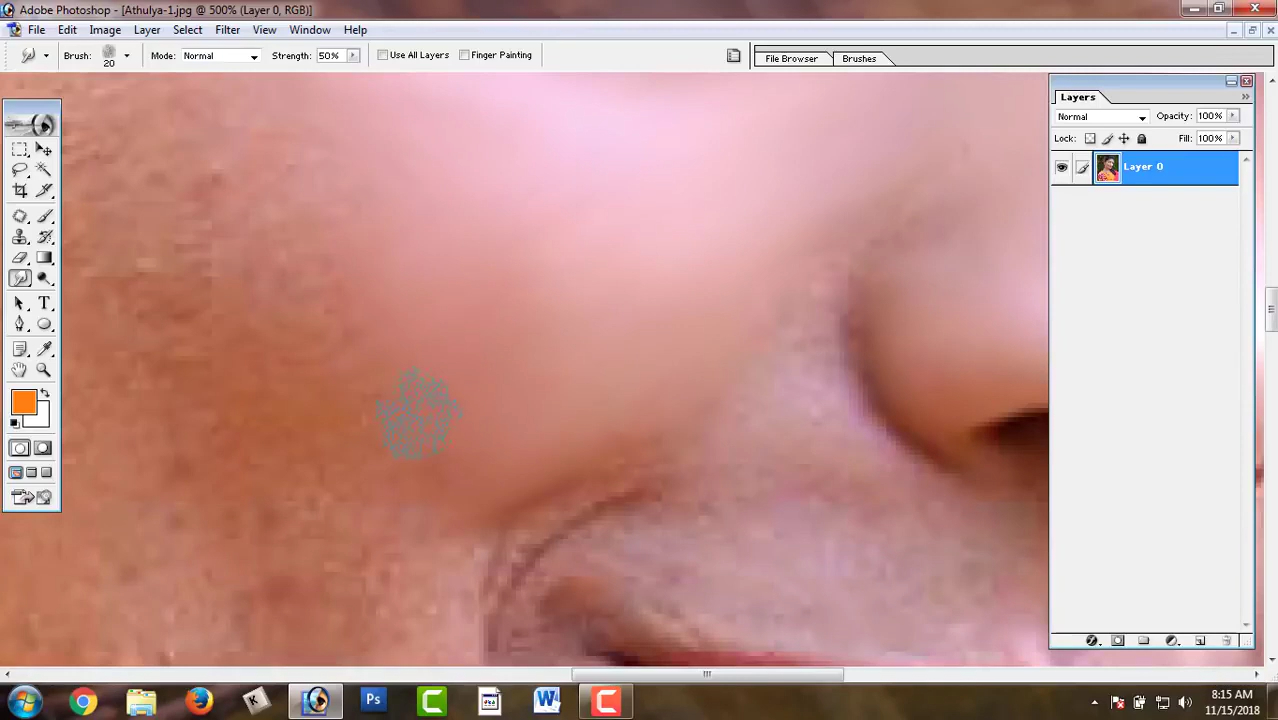 Adobe Photoshop - [Athulya-1.jpg @ 500% (Layer 0, RGB)]
File Edit Image Layer Select Filter View Window Help
Brush: 20 Mode: Normal Strength: 50% Use All Layers Finger Painting File Browser Brushes
Layers
Normal Opacity: 100%
Lock: Fill: 100%
Layer 0
T
K Ps C W C
8:15 AM
11/15/2018